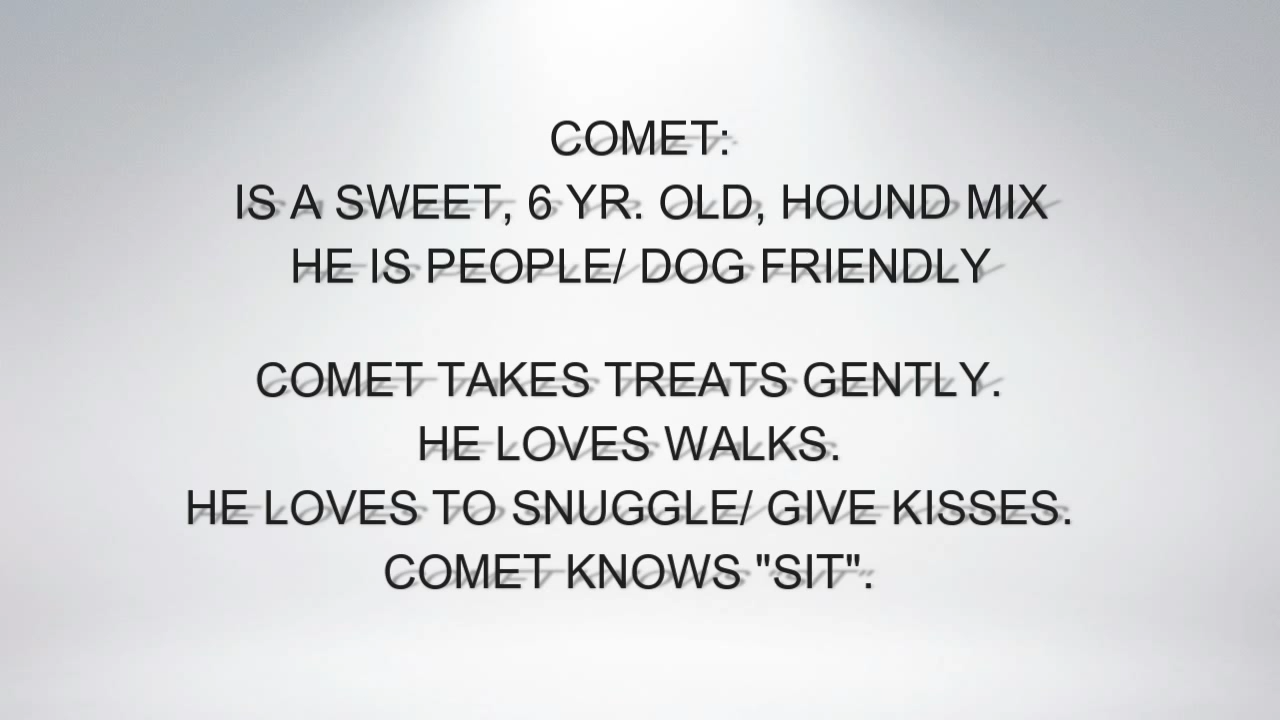 COMET:
IS A SWEET, 6 YR. OLD, HOUND MIX
HE IS PEOPLE/ DOG FRIENDLY
COMET TAKES TREATS GENTLY.
HE LOVES WALKS.
HE LOVES TO SNUGGLE/ GIVE KISSES.
COMET KNOWS "SIT".